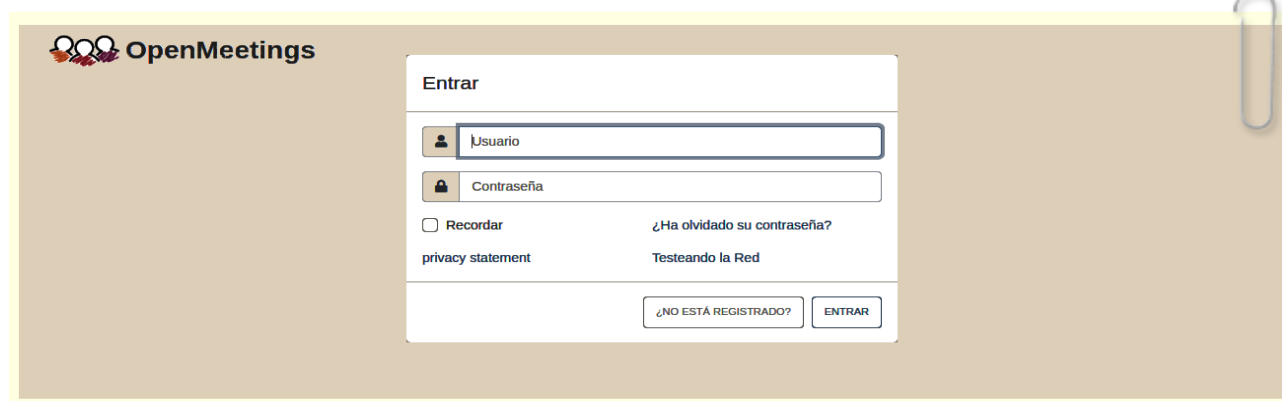 OpenMeetings
Entrar
Usuario
Contraseña
Recordar
¿Ha olvidado su contraseña?
privacy statement
Testeando la Red
¿NO ESTÁ REGISTRADO?
ENTRAR